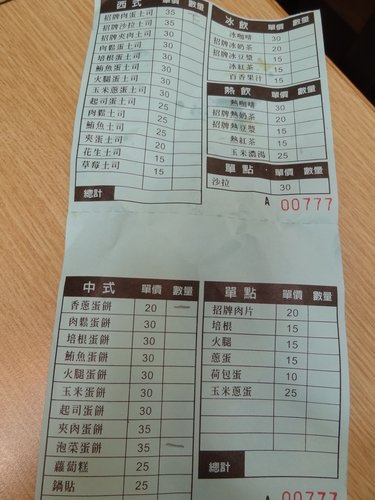 西式 單價 數量
招牌肉蛋土司 35
招牌沙拉土司 35
招牌夾肉土司 30
肉鬆蛋土司 30
培根蛋土司 30
鮪魚蛋土司 30
火腿蛋土司 30
玉米蔥蛋土司 30
起司蛋土司 25
肉鬆土司 25
鮪魚土司 25
夾蛋土司 20
花生土司 15
草莓土司 15
總計
冰飲 單價 數量
冰咖啡 30
招牌冰奶茶 20
招牌冰豆漿 15
冰紅茶 15
百香果汁 15
熱飲
熱咖啡 30
招牌熱奶茶 20
招牌熱豆漿 15
熱紅茶 15
玉米濃湯 25
單點 單價 數量
沙拉 30
A 00777
中式 單價 數量
香蔥蛋餅 20
肉鬆蛋餅 30
培根蛋餅 30
鮪魚蛋餅 30
火腿蛋餅 30
玉米蛋餅 30
起司蛋餅 30
夾肉蛋餅 35
泡菜蛋餅 35
蘿蔔糕 25
鍋貼 25
單點 單價 數量
招牌肉片 20
培根 15
火腿 15
蔥蛋 15
荷包蛋 10
玉米蔥蛋 25
總計
A 00777